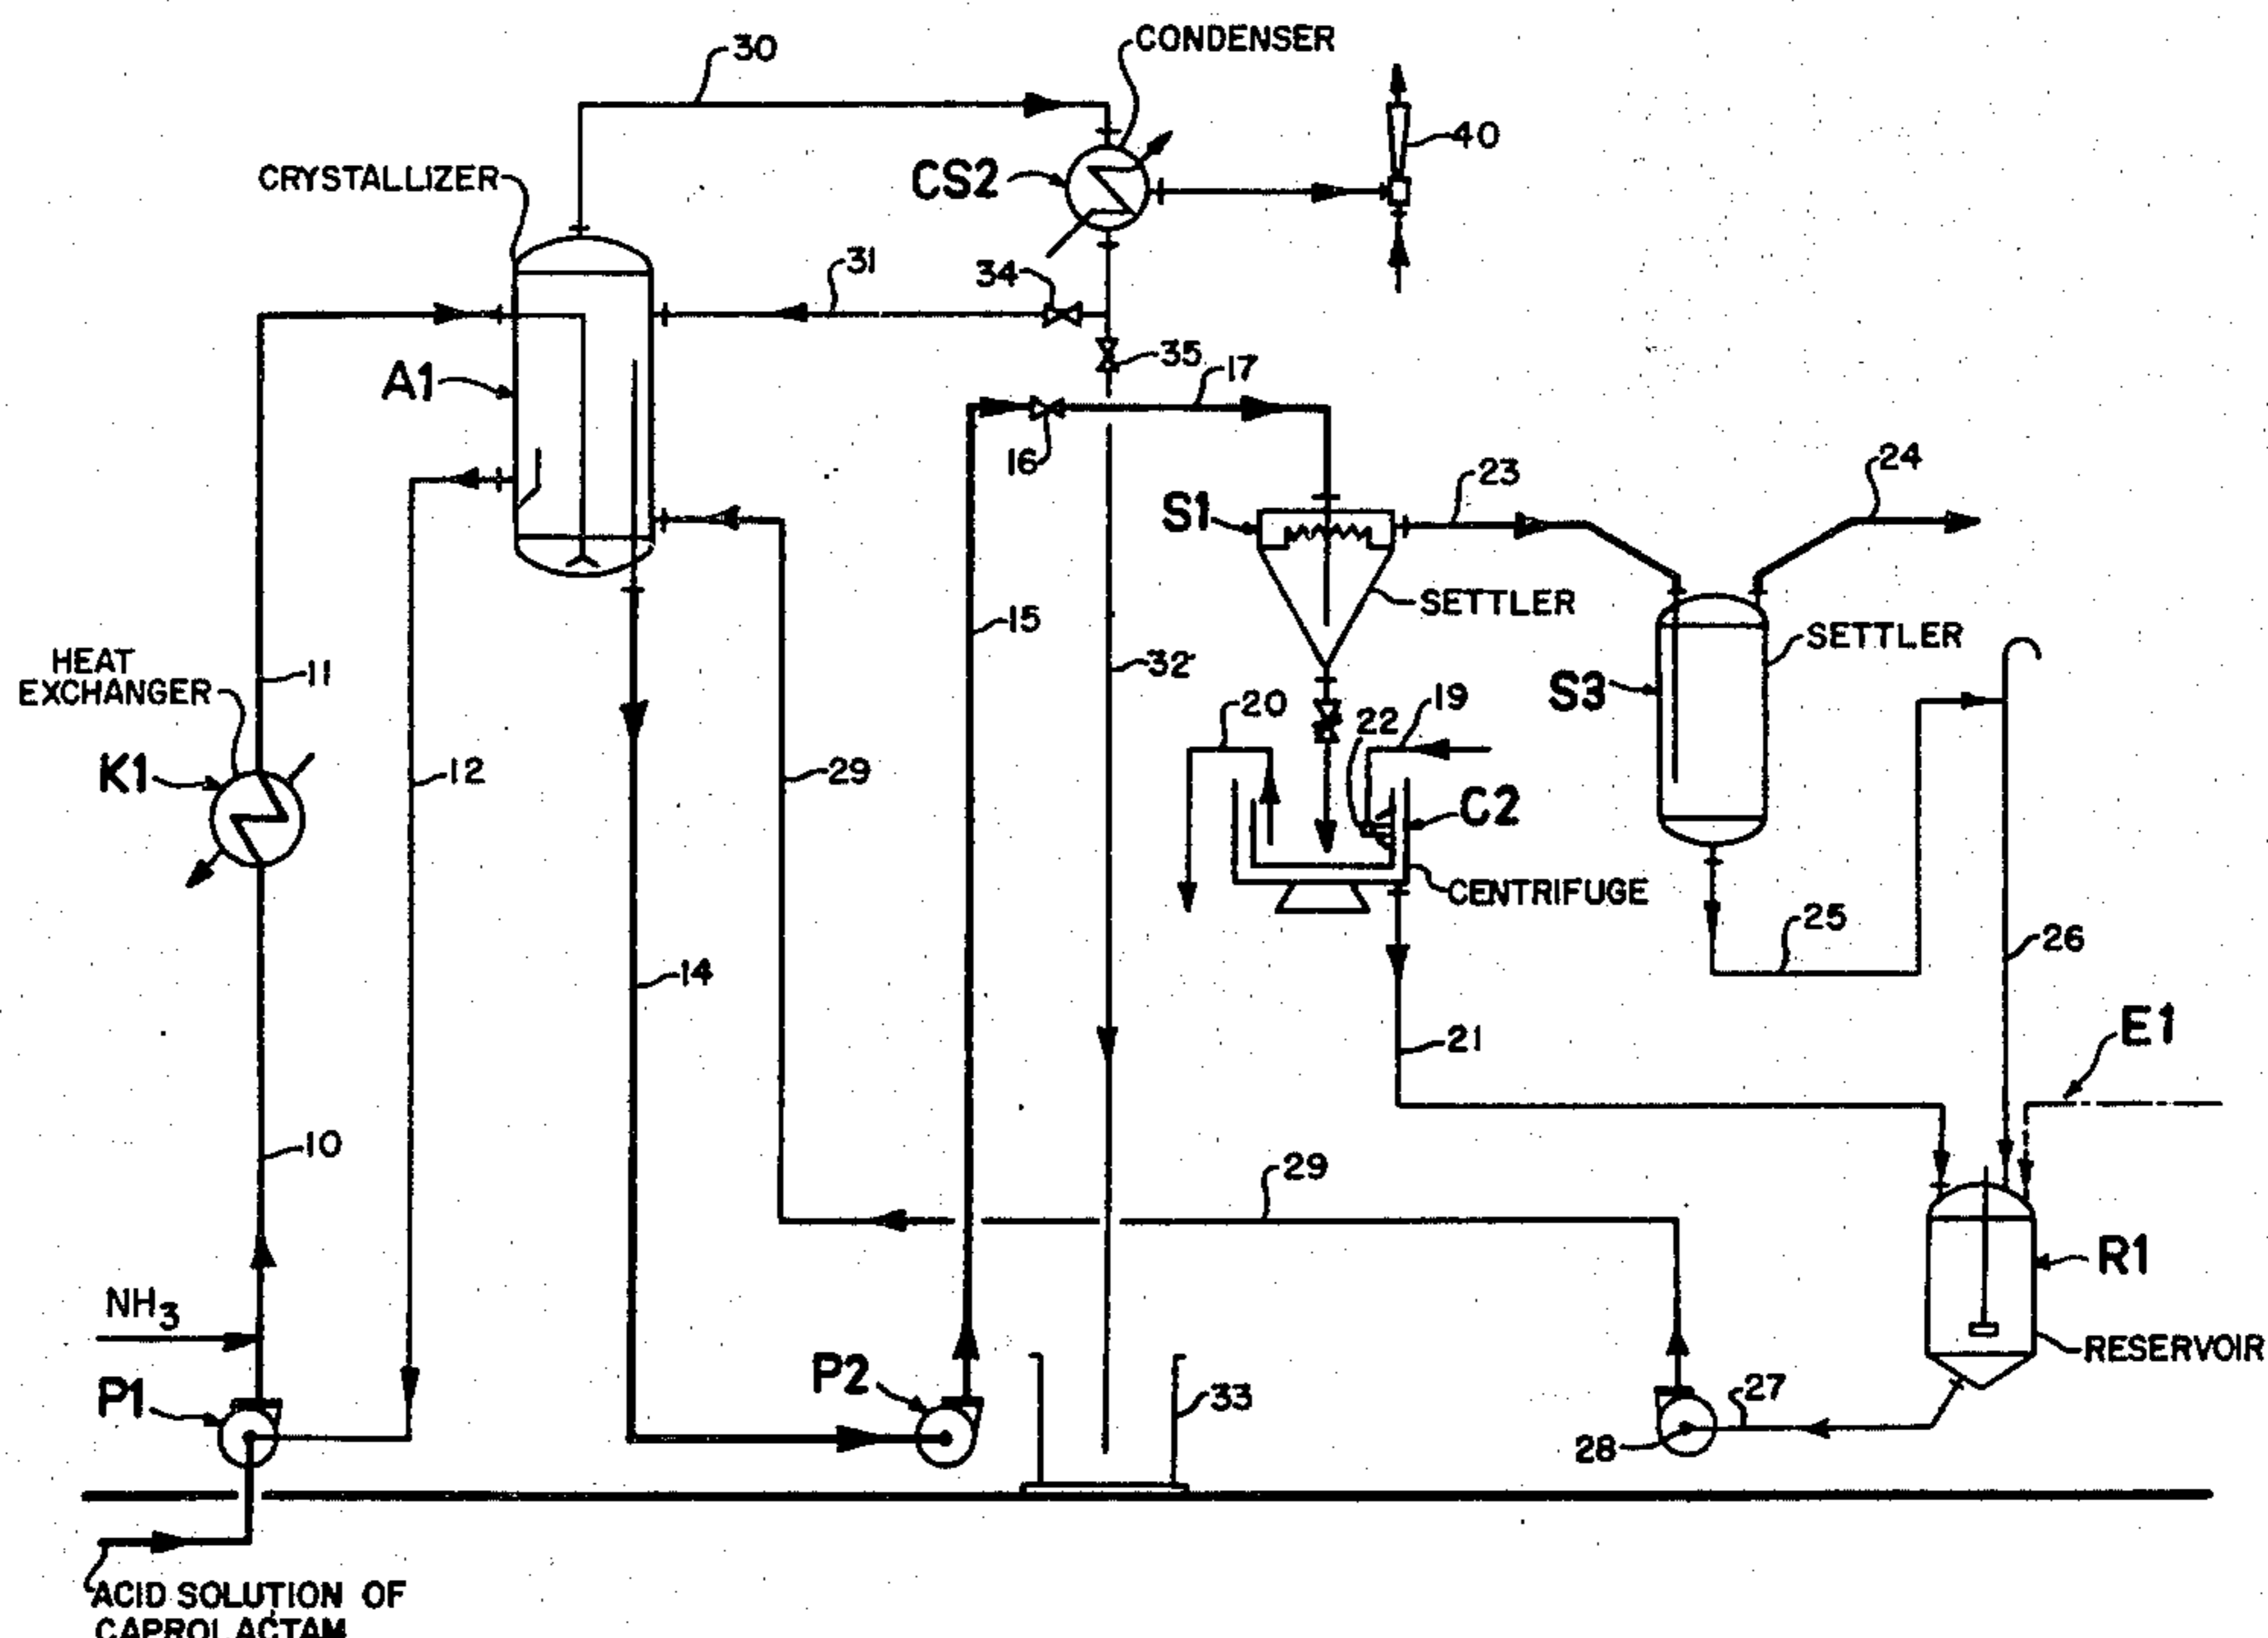 30
CONDENSER
40
CRYSTALLIZER
CS2
31
34
35
17
A1
16
23
24
S1
15
SETTLER
SETTLER
HEAT
EXCHANGER
11
32
S3
20
22
19
K1
12
29
C2
CENTRIFUGE
25
26
14
21
E1
10
29
NH3
R1
RESERVOIR
P1
P2
33
27
28
ACID SOLUTION OF
CAPROLACTAM